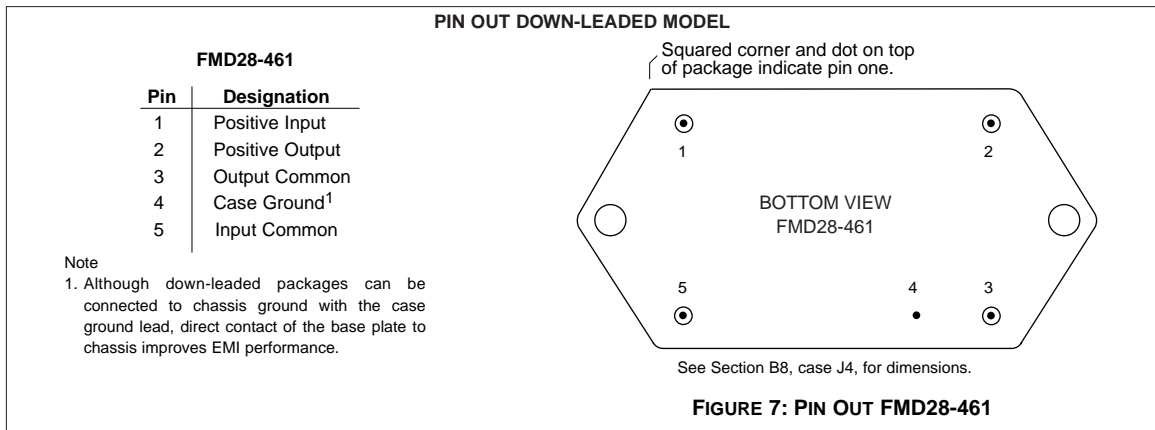 PIN OUT DOWN-LEADED MODEL
FMD28-461
Pin Designation
1 Positive Input
2 Positive Output
3 Output Common
4 Case Ground1
5 Input Common
Note
1. Although down-leaded packages can be
connected to chassis ground with the case
ground lead, direct contact of the base plate to
chassis improves EMI performance.
Squared corner and dot on top
of package indicate pin one.
1 2
BOTTOM VIEW
FMD28-461
5 4 3
See Section B8, case J4, for dimensions.
FIGURE 7: PIN OUT FMD28-461